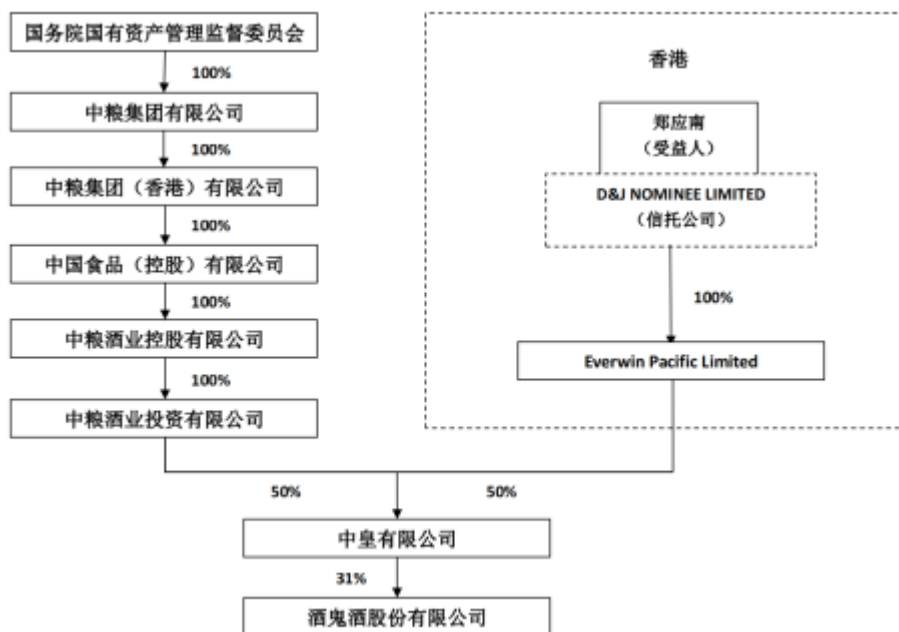 国务院国有资产管理监督委员会
100%
中粮集团有限公司
100%
中粮集团（香港）有限公司
100%
中国食品（控股）有限公司
100%
中粮酒业控股有限公司
100%
中粮酒业投资有限公司
香港
郑应南
（受益人）
D&J NOMINEE LIMITED
（信托公司）
100%
Everwin Pacific Limited
50%
50%
中皇有限公司
31%
酒鬼酒股份有限公司